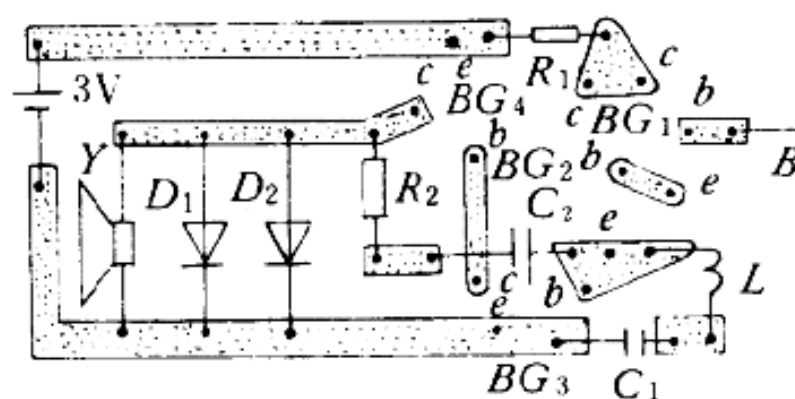 c e R₁ c
3V BG₄ c BG₁ b
Y b BG₂ b e B
D₁ D₂ R₂ C₂ e
c b L
e
BG₃ C₁